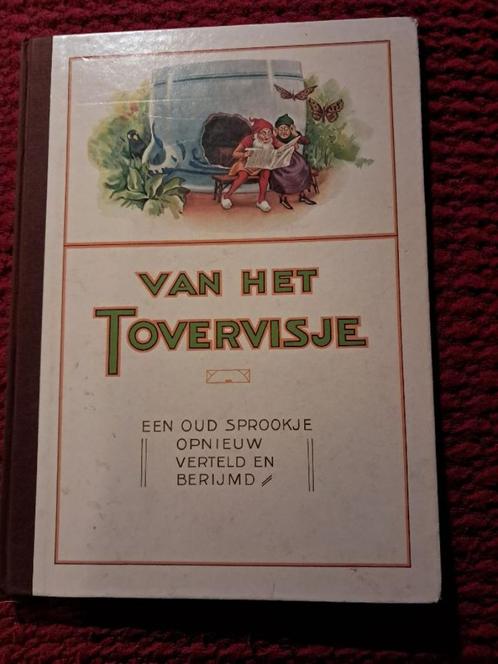 VAN HET
TOVERVISJE
EEN OUD SPROOKJE
OPNIEUW
VERTELD EN
BERIJMD